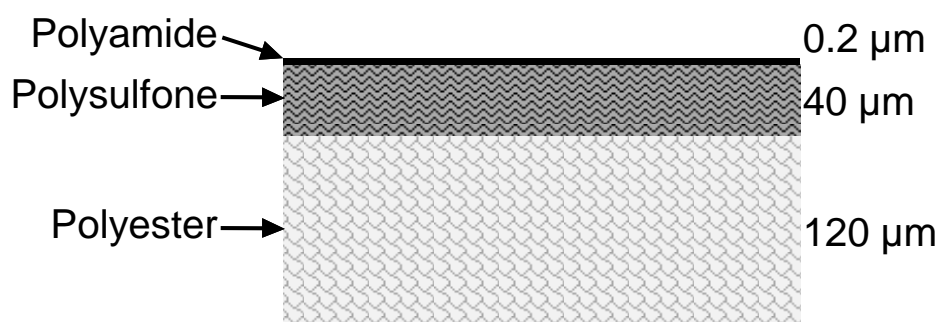 Polyamide
0.2 µm
Polysulfone
40 µm
Polyester
120 µm